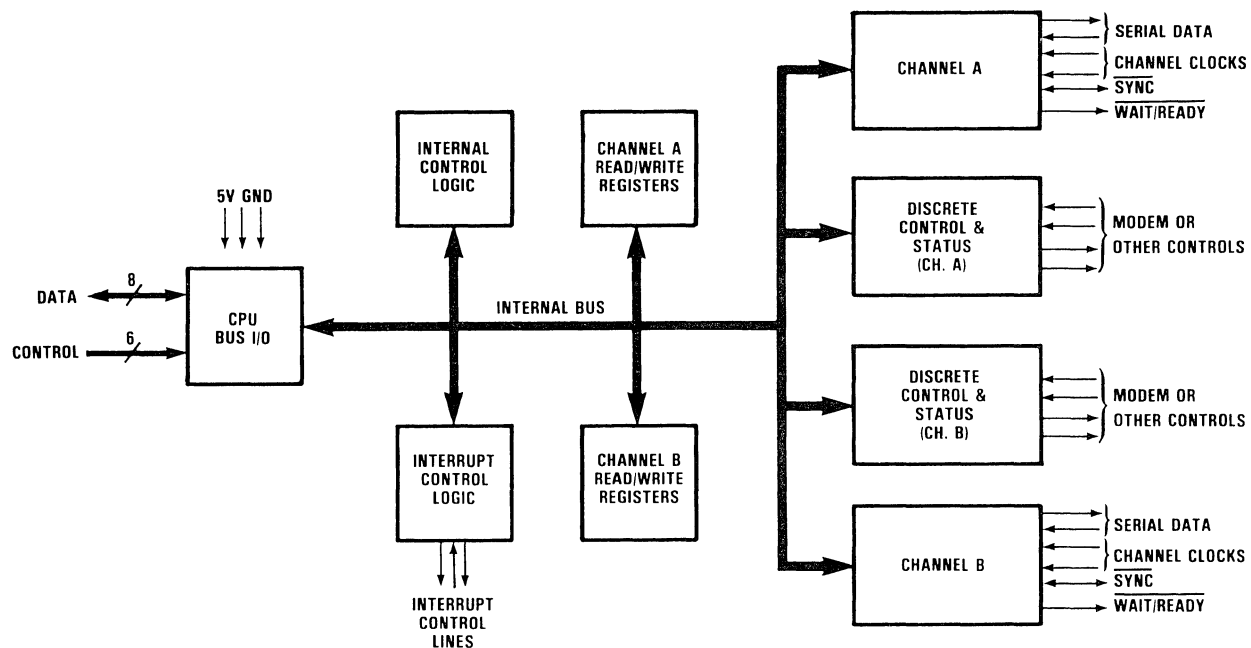 CHANNEL A
SERIAL DATA
CHANNEL CLOCKS
SYNC
WAIT/READY
INTERNAL
CONTROL
LOGIC
CHANNEL A
READ/WRITE
REGISTERS
DISCRETE
CONTROL &
STATUS
(CH. A)
MODEM OR
OTHER CONTROLS
5V GND
DATA
8
CONTROL
6
CPU
BUS I/O
INTERNAL BUS
DISCRETE
CONTROL &
STATUS
(CH. B)
MODEM OR
OTHER CONTROLS
INTERRUPT
CONTROL
LOGIC
CHANNEL B
READ/WRITE
REGISTERS
CHANNEL B
SERIAL DATA
CHANNEL CLOCKS
SYNC
WAIT/READY
INTERRUPT
CONTROL
LINES